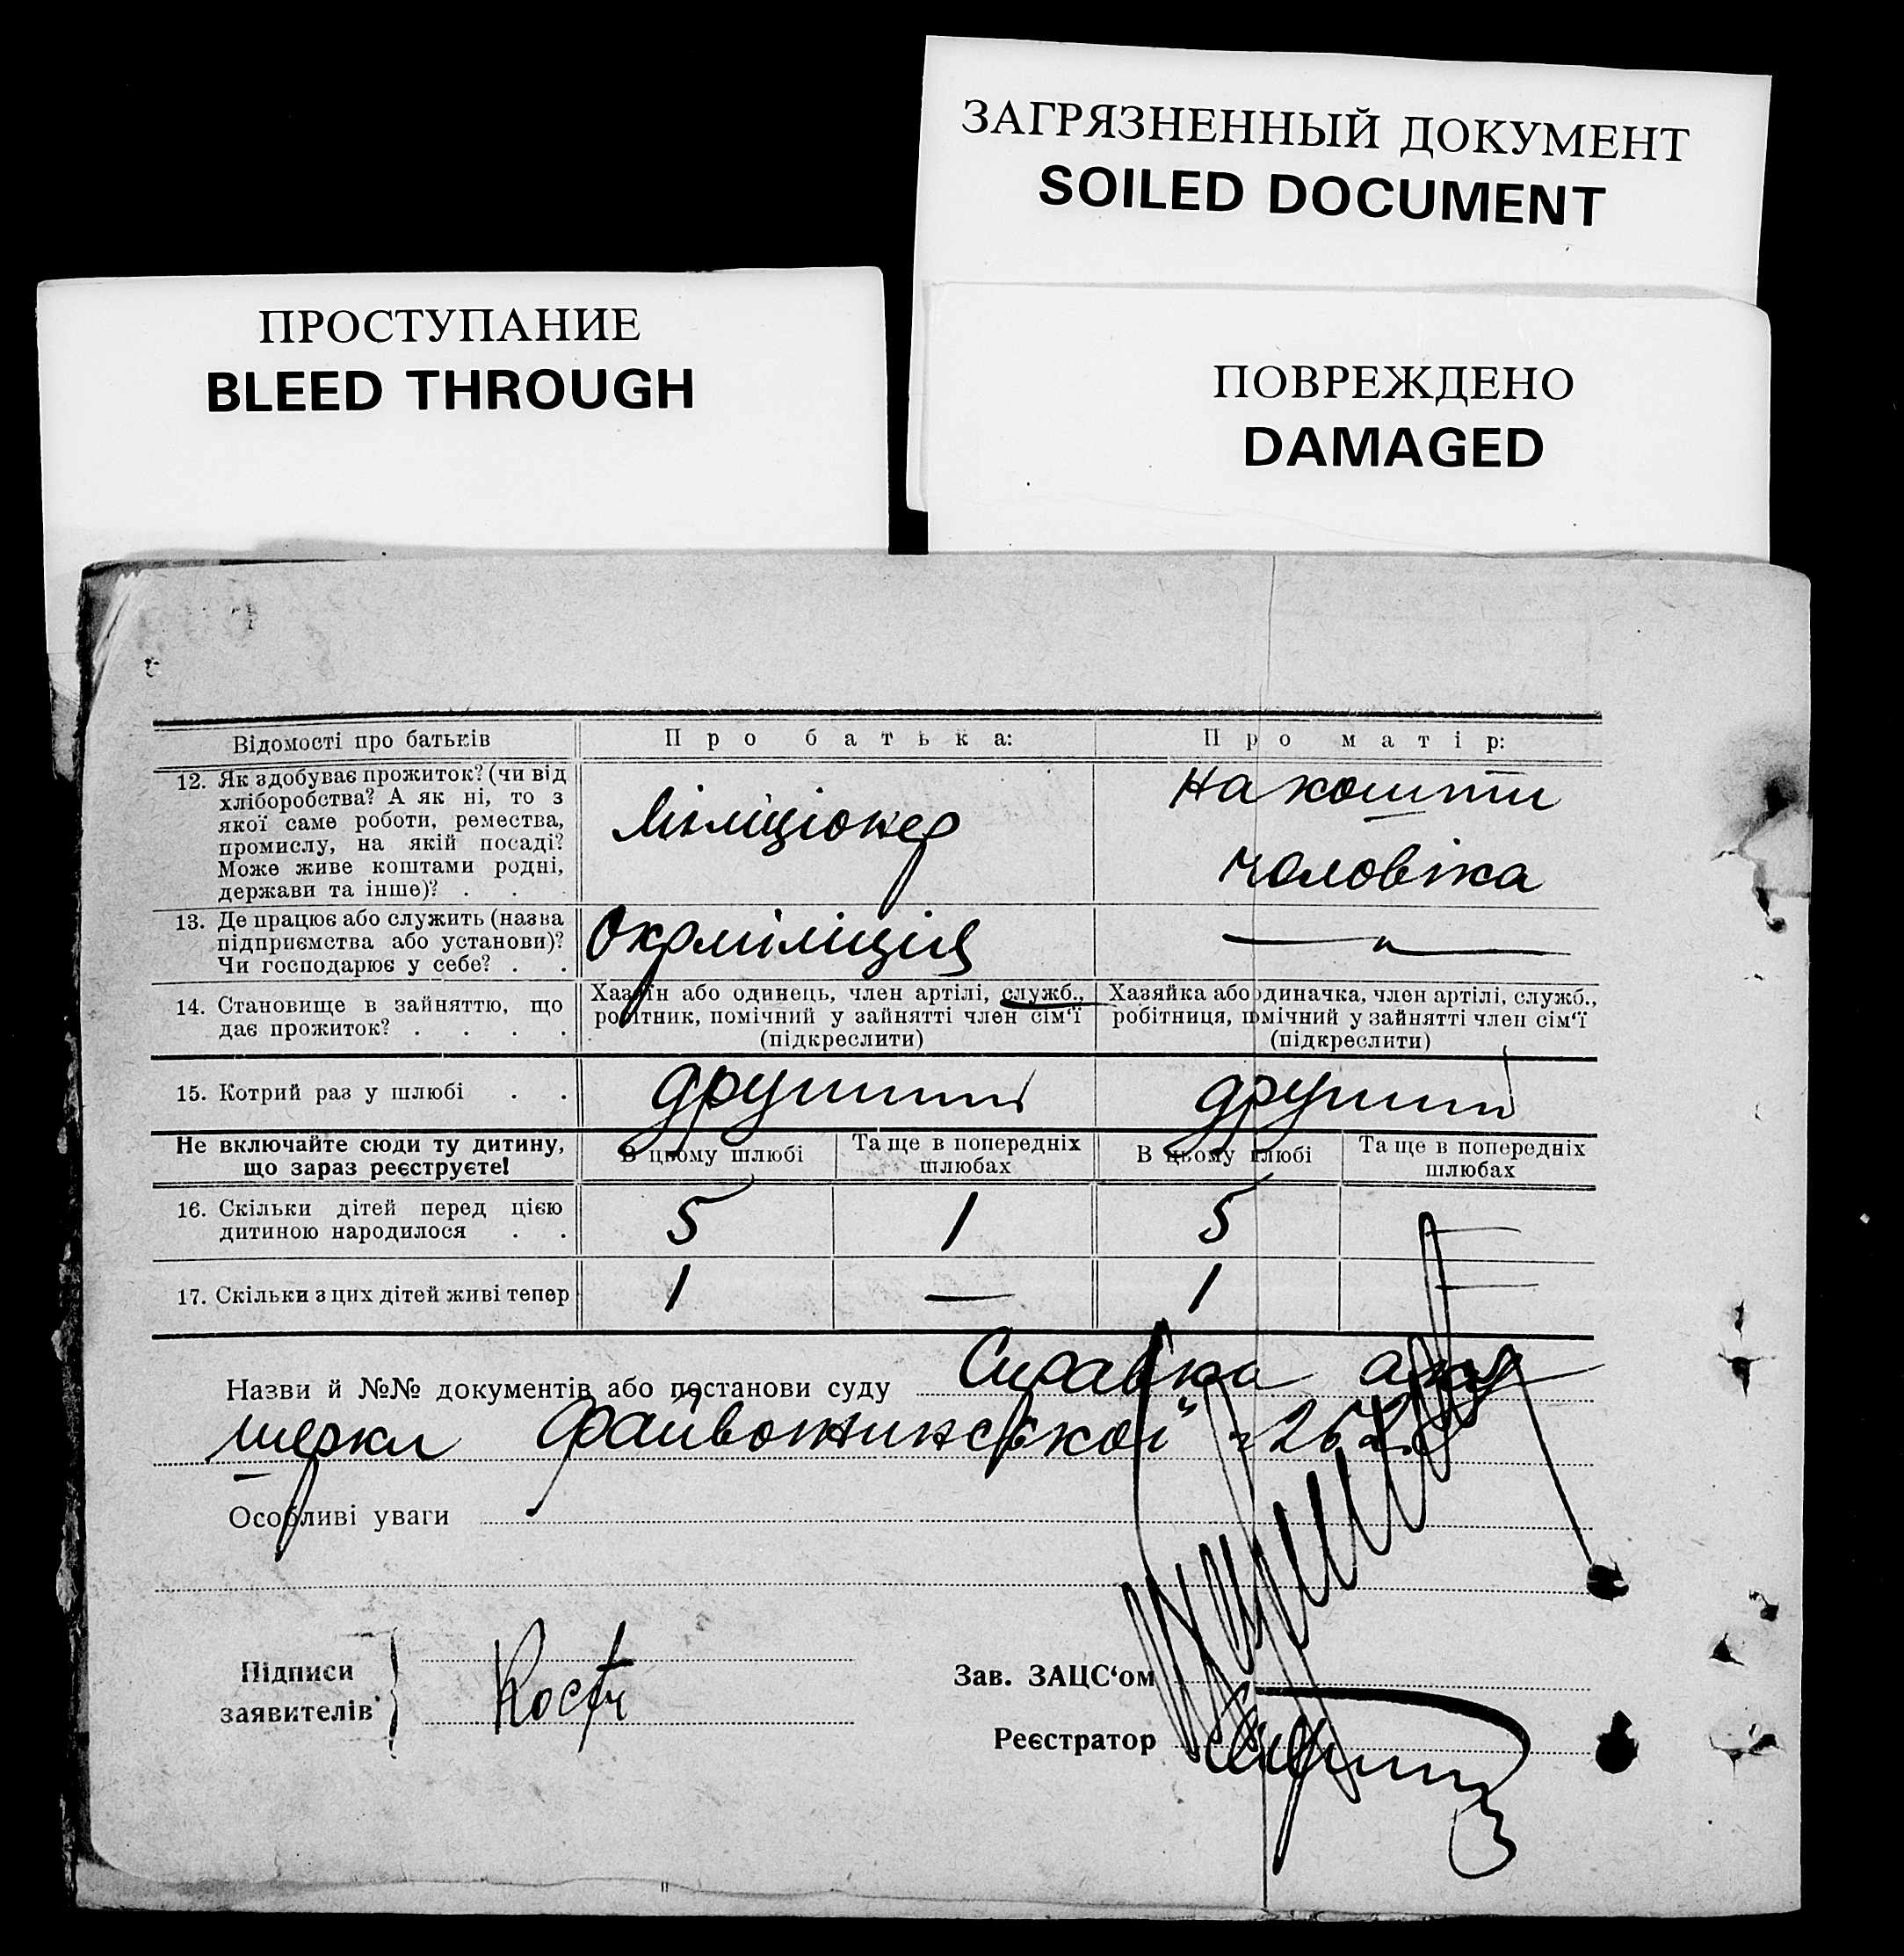 ЗАГРЯЗНЕННЫЙ ДОКУМЕНТ
SOILED DOCUMENT
ПРОСТУПАНИЕ
BLEED THROUGH
ПОВРЕЖДЕНО
DAMAGED
Відомості про батьків
Про батька:
Про матір:
12. Як здобуває прожиток? (чи від
хліборобства? А як ні, то з
якої саме роботи, ремества,
промислу, на якій посаді?
Може живе коштами родні,
держави та інше)? . . .
Міліціонер
на кошти
чоловіка
13. Де працює або служить (назва
підприємства або установи)?
Чи господарює у себе? . .
Окрміліція
— " —
14. Становище в зайняттю, що
дає прожиток? . . . .
Хазяїн або одинець, член артілі, служб.,
робітник, помічний у зайнятті член сім'ї
(підкреслити)
Хазяйка або одиначка, член артілі, служб.,
робітниця, помічний у зайнятті член сім'ї
(підкреслити)
15. Котрий раз у шлюбі . .
другий
другий
Не включайте сюди ту дитину,
що зараз реєструєте!
В цьому шлюбі
Та ще в попередніх
шлюбах
В цьому шлюбі
Та ще в попередніх
шлюбах
16. Скільки дітей перед цією
дитиною народилося . .
5
1
5
—
17. Скільки з цих дітей живі тепер
1
—
1
—
Назви й №№ документів або постанови суду Справка аку
шерки
Особливі уваги
Підписи
заявителів
Зав. ЗАЦС'ом
Реєстратор